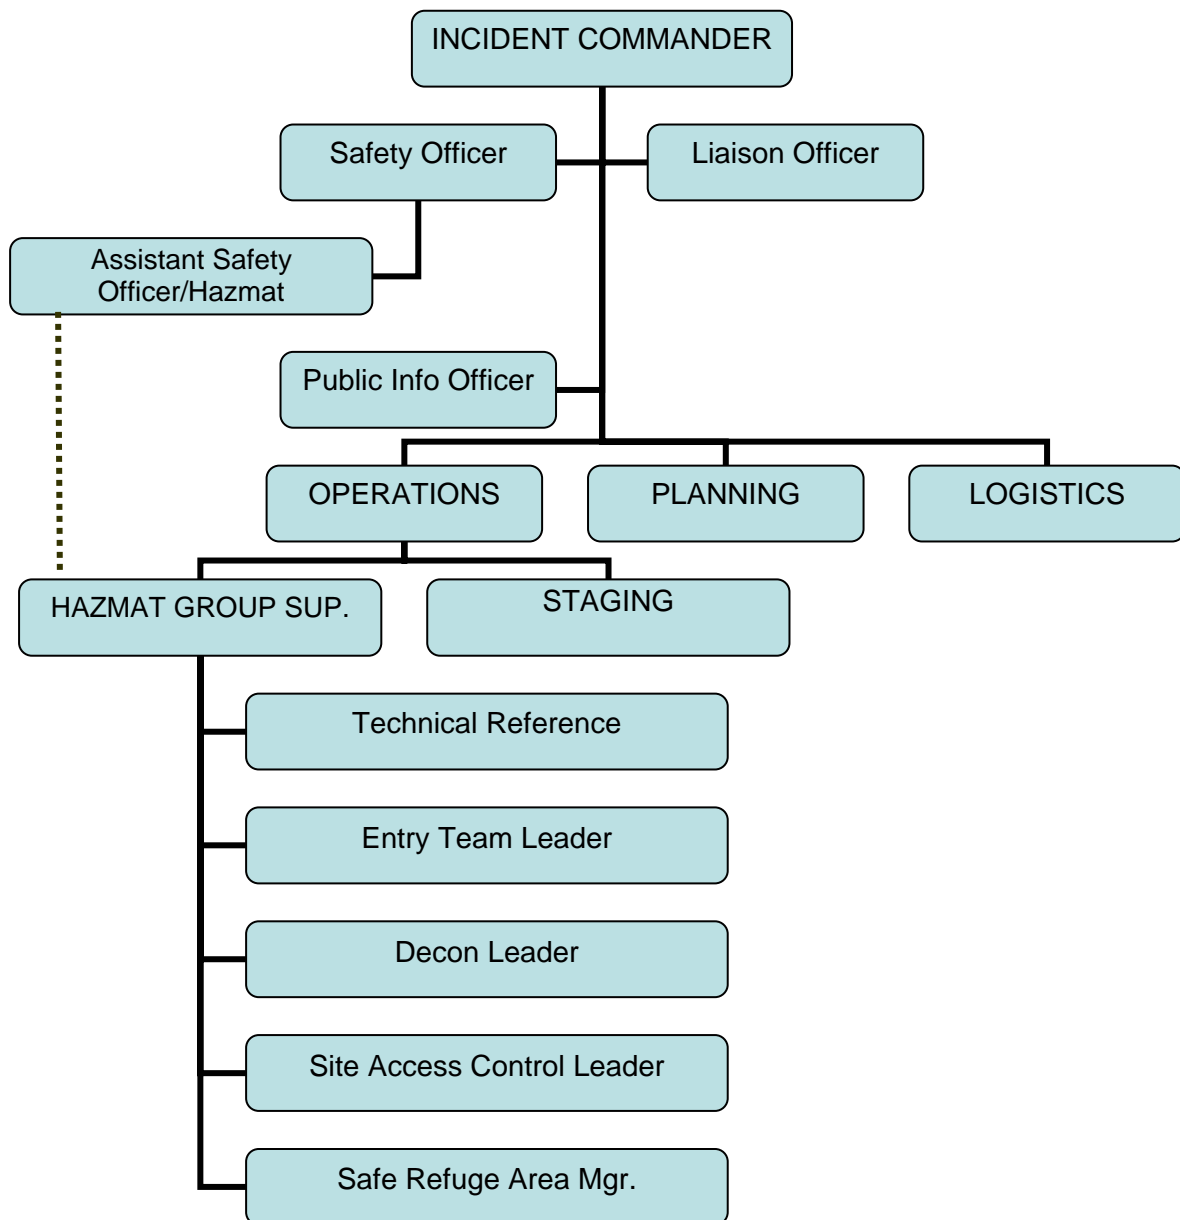 INCIDENT COMMANDER
Safety Officer
Liaison Officer
Assistant Safety
Officer/Hazmat
Public Info Officer
OPERATIONS
PLANNING
LOGISTICS
HAZMAT GROUP SUP.
STAGING
Technical Reference
Entry Team Leader
Decon Leader
Site Access Control Leader
Safe Refuge Area Mgr.